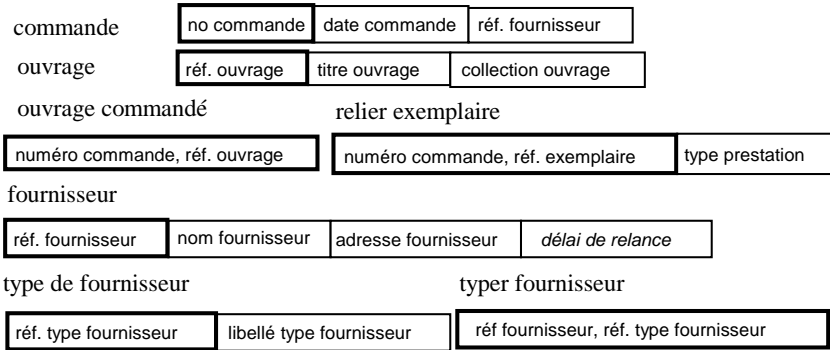 commande no commande date commande réf. fournisseur
ouvrage réf. ouvrage titre ouvrage collection ouvrage
ouvrage commandé relier exemplaire
numéro commande, réf. ouvrage numéro commande, réf. exemplaire type prestation
fournisseur
réf. fournisseur nom fournisseur adresse fournisseur délai de relance
type de fournisseur typer fournisseur
réf. type fournisseur libellé type fournisseur réf fournisseur, réf. type fournisseur